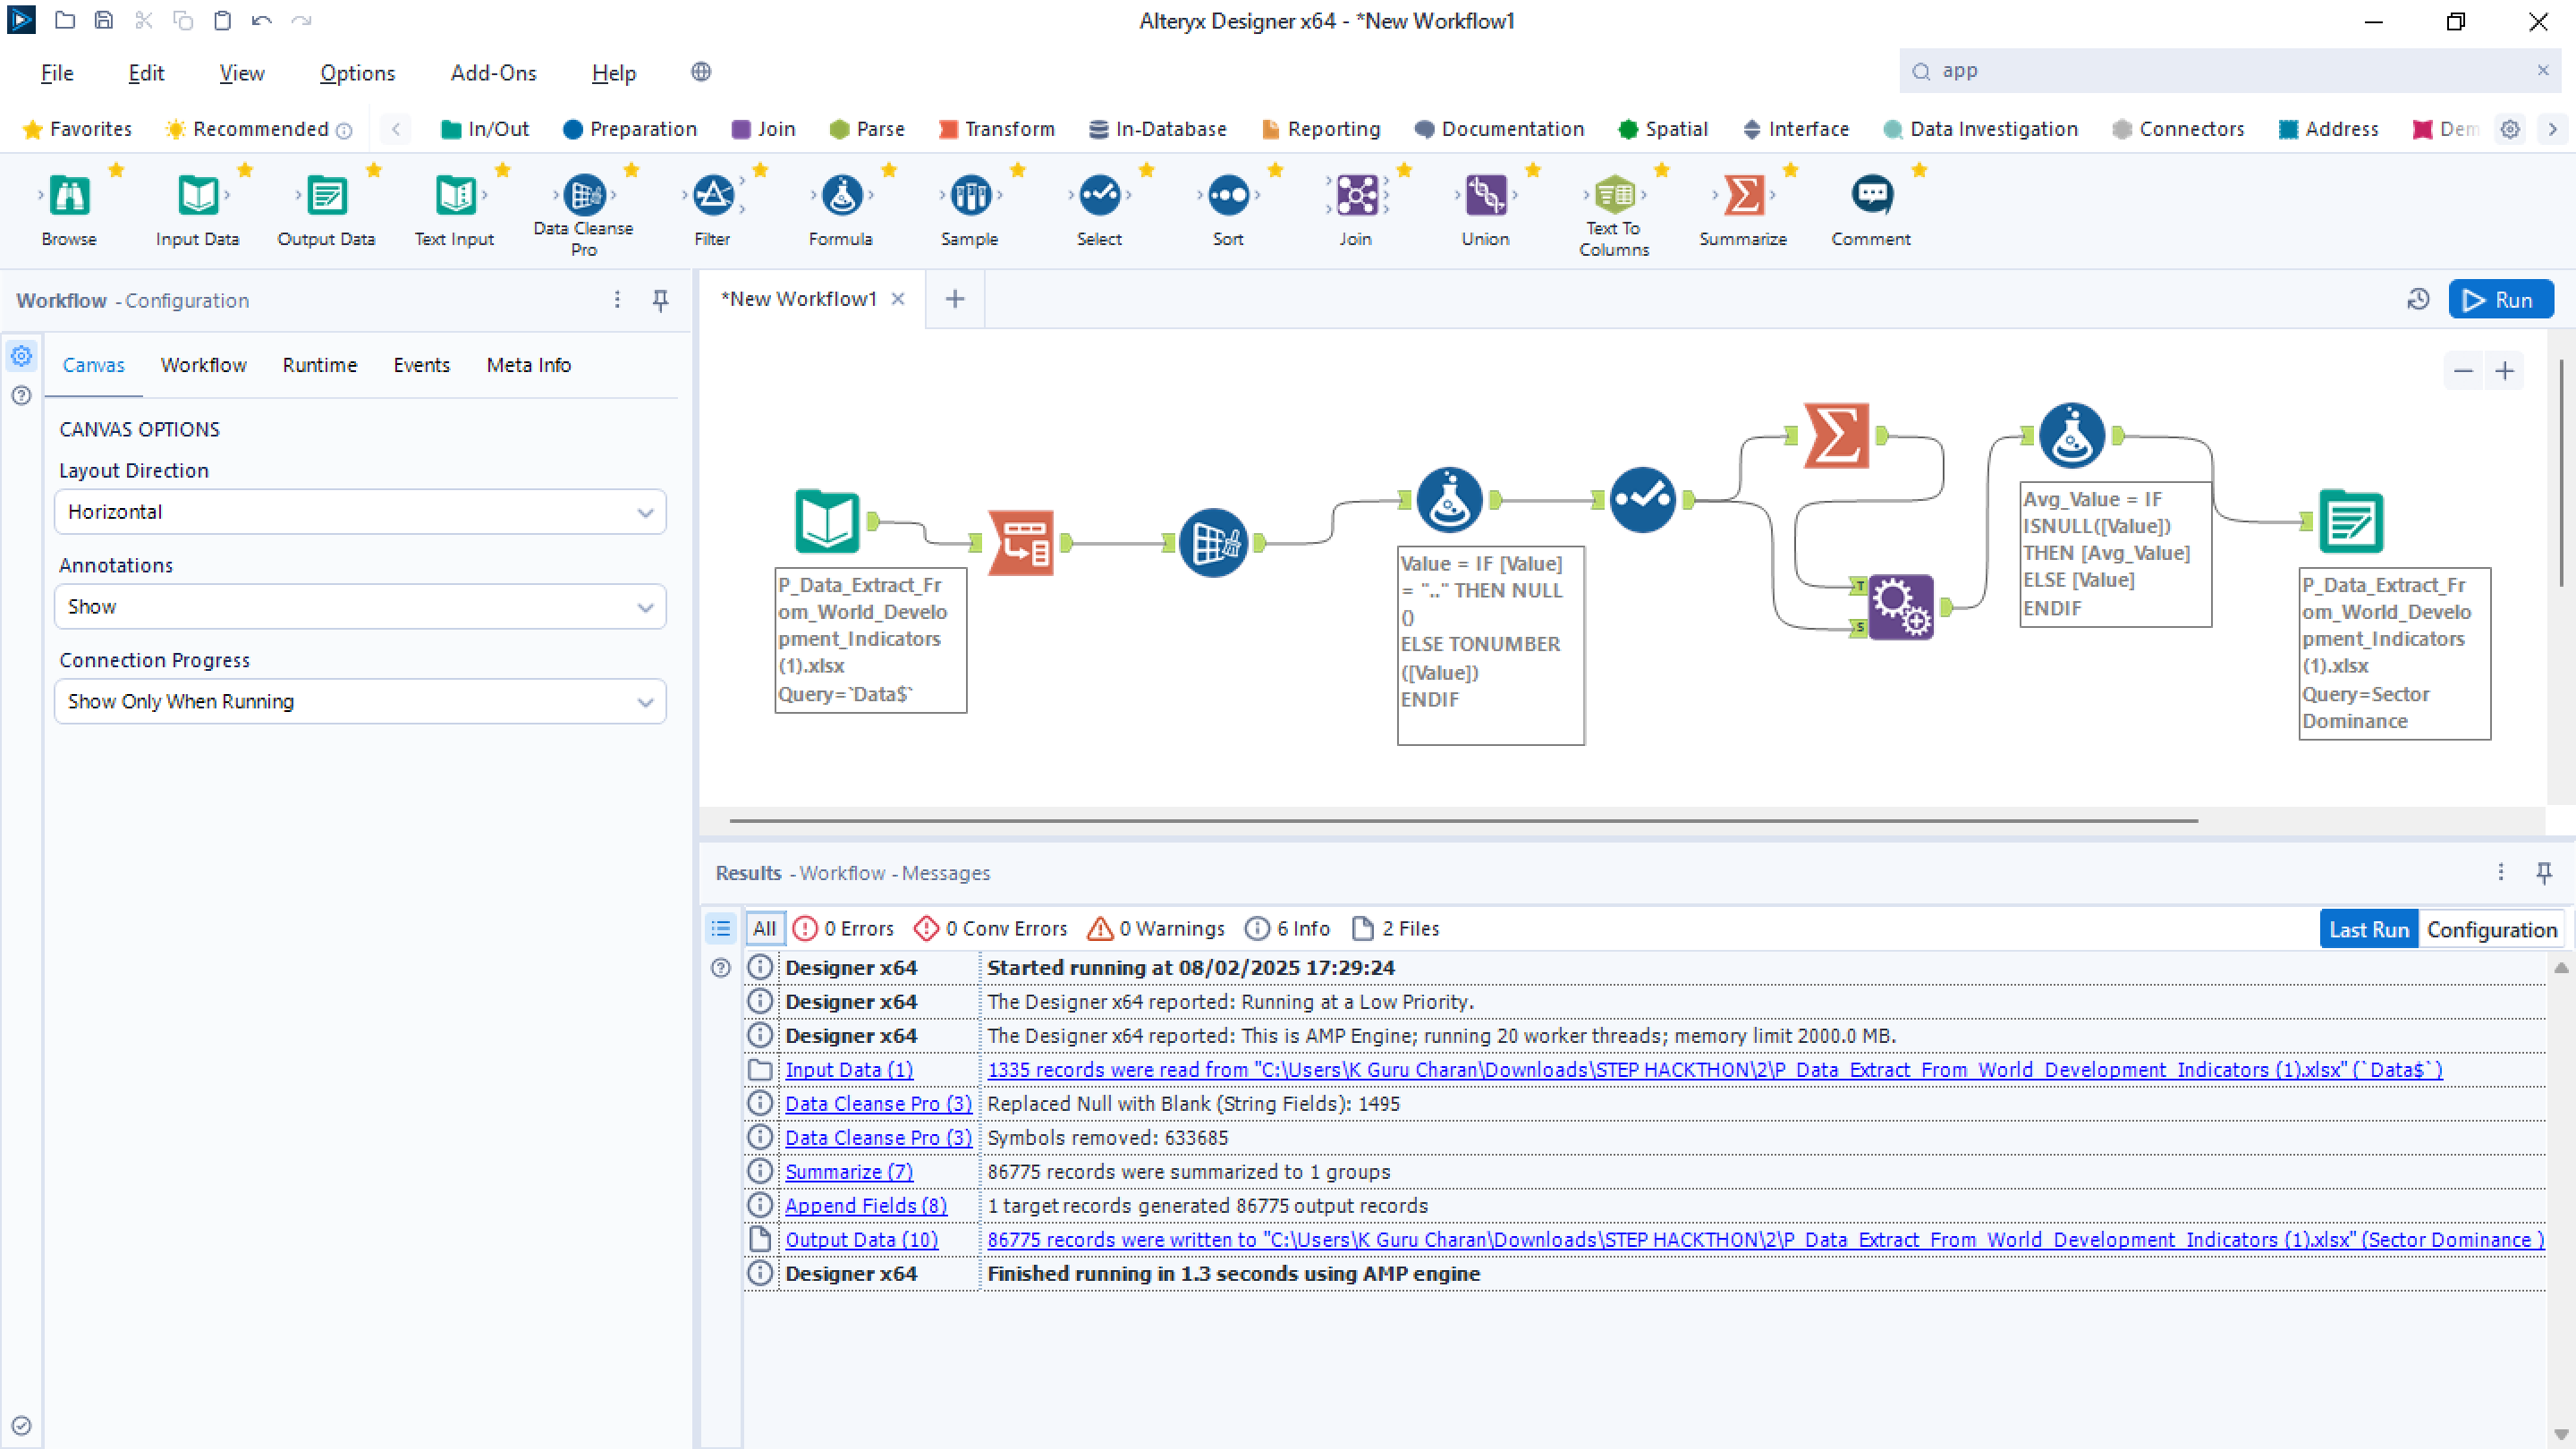 Alteryx Designer x64 - *New Workflow1
File Edit View Options Add-Ons Help
app
Favorites Recommended In/Out Preparation Join Parse Transform In-Database Reporting Documentation Spatial Interface Data Investigation Connectors Address Dem
Browse
Input Data
Output Data
Text Input
Data Cleanse
Pro
Filter
Formula
Sample
Select
Sort
Join
Union
Text To
Columns
Summarize
Comment
Workflow - Configuration
Canvas Workflow Runtime Events Meta Info
CANVAS OPTIONS
Layout Direction
Horizontal
Annotations
Show
Connection Progress
Show Only When Running
*New Workflow1
Run
P_Data_Extract_Fr
om_World_Develo
pment_Indicators
(1).xlsx
Query=`Data$`
Value = IF [Value]
= ".." THEN NULL
()
ELSE TONUMBER
([Value])
ENDIF
T
S
Avg_Value = IF
ISNULL([Value])
THEN [Avg_Value]
ELSE [Value]
ENDIF
P_Data_Extract_Fr
om_World_Develo
pment_Indicators
(1).xlsx
Query=Sector
Dominance
Results - Workflow - Messages
All 0 Errors 0 Conv Errors 0 Warnings 6 Info 2 Files Last Run Configuration
Designer x64 Started running at 08/02/2025 17:29:24
Designer x64 The Designer x64 reported: Running at a Low Priority.
Designer x64 The Designer x64 reported: This is AMP Engine; running 20 worker threads; memory limit 2000.0 MB.
Input Data (1) 1335 records were read from "C:\Users\K Guru Charan\Downloads\STEP HACKTHON\2\P_Data_Extract_From_World_Development_Indicators (1).xlsx" (`Data$`)
Data Cleanse Pro (3) Replaced Null with Blank (String Fields): 1495
Data Cleanse Pro (3) Symbols removed: 633685
Summarize (7) 86775 records were summarized to 1 groups
Append Fields (8) 1 target records generated 86775 output records
Output Data (10) 86775 records were written to "C:\Users\K Guru Charan\Downloads\STEP HACKTHON\2\P_Data_Extract_From_World_Development_Indicators (1).xlsx" (Sector Dominance )
Designer x64 Finished running in 1.3 seconds using AMP engine